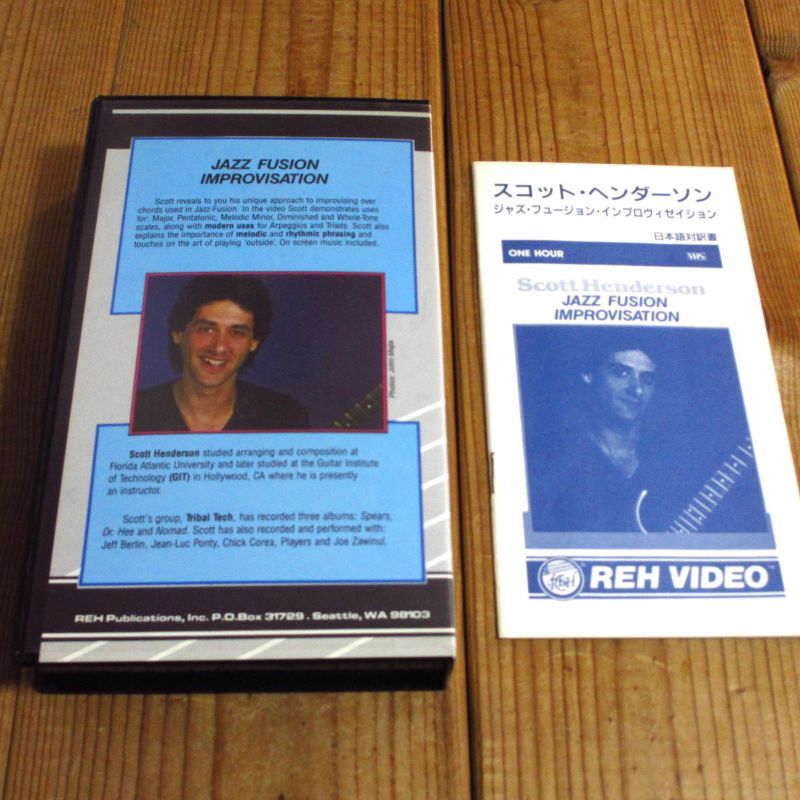 JAZZ FUSION
IMPROVISATION
Scott reveals to you his unique approach to improvising over
chords used in Jazz-Fusion. In the video Scott demonstrates uses
for: Major, Pentatonic, Melodic Minor, Diminished and Whole-Tone
scales, along with modern uses for Arpeggios and Triads. Scott also
explains the importance of melodic and rhythmic phrasing and
touches on the art of playing 'outside'. On screen music included.
Photos: John Mejia
Scott Henderson studied arranging and composition at
Florida Atlantic University and later studied at the Guitar Institute
of Technology (GIT) in Hollywood, CA where he is presently
an instructor.
Scott's group, Tribal Tech, has recorded three albums: Spears,
Dr. Hee and Nomad. Scott has also recorded and performed with:
Jeff Berlin, Jean-Luc Ponty, Chick Corea, Players and Joe Zawinul.
REH Publications, Inc. P.O.Box 31729 . Seattle, WA 98103
スコット・ヘンダーソン
ジャズ・フュージョン・インプロヴィゼイション
日本語対訳書
ONE HOUR
VHS
Scott Henderson
JAZZ FUSION
IMPROVISATION
REH
REH VIDEO